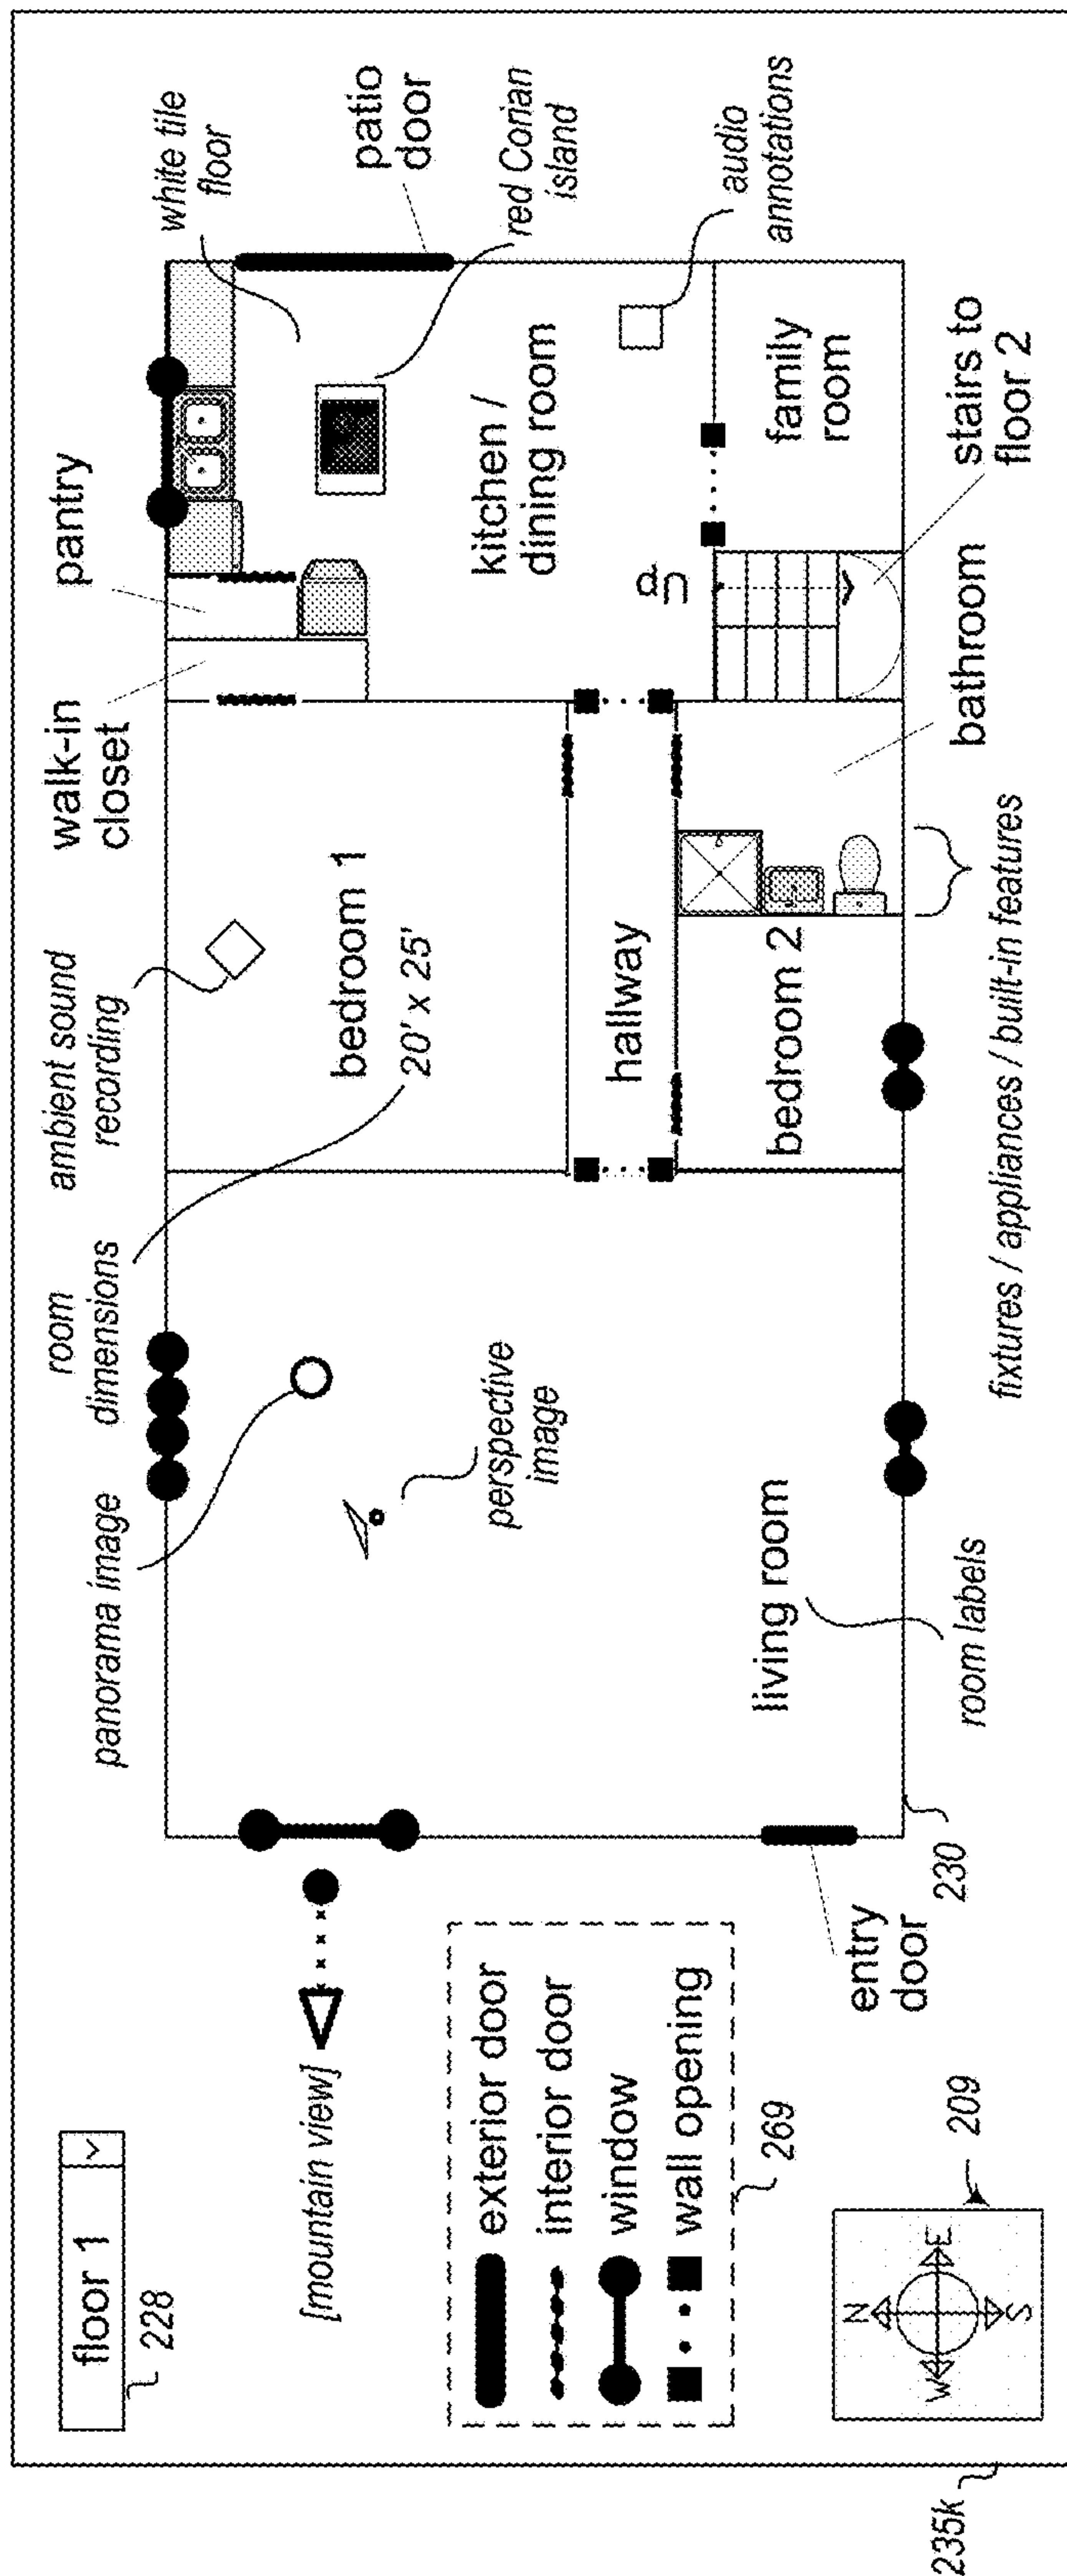 floor 1
228
[mountain view]
exterior door
interior door
window
wall opening
269
N
W
E
S
209
235k
entry
door
230
panorama image
room
dimensions
ambient sound
recording
walk-in
closet
pantry
white tile
floor
patio
door
red Corian
island
audio
annotations
perspective
image
living room
room labels
bedroom 1
20' x 25'
hallway
bedroom 2
kitchen /
dining room
up
family
room
stairs to
floor 2
bathroom
fixtures / appliances / built-in features